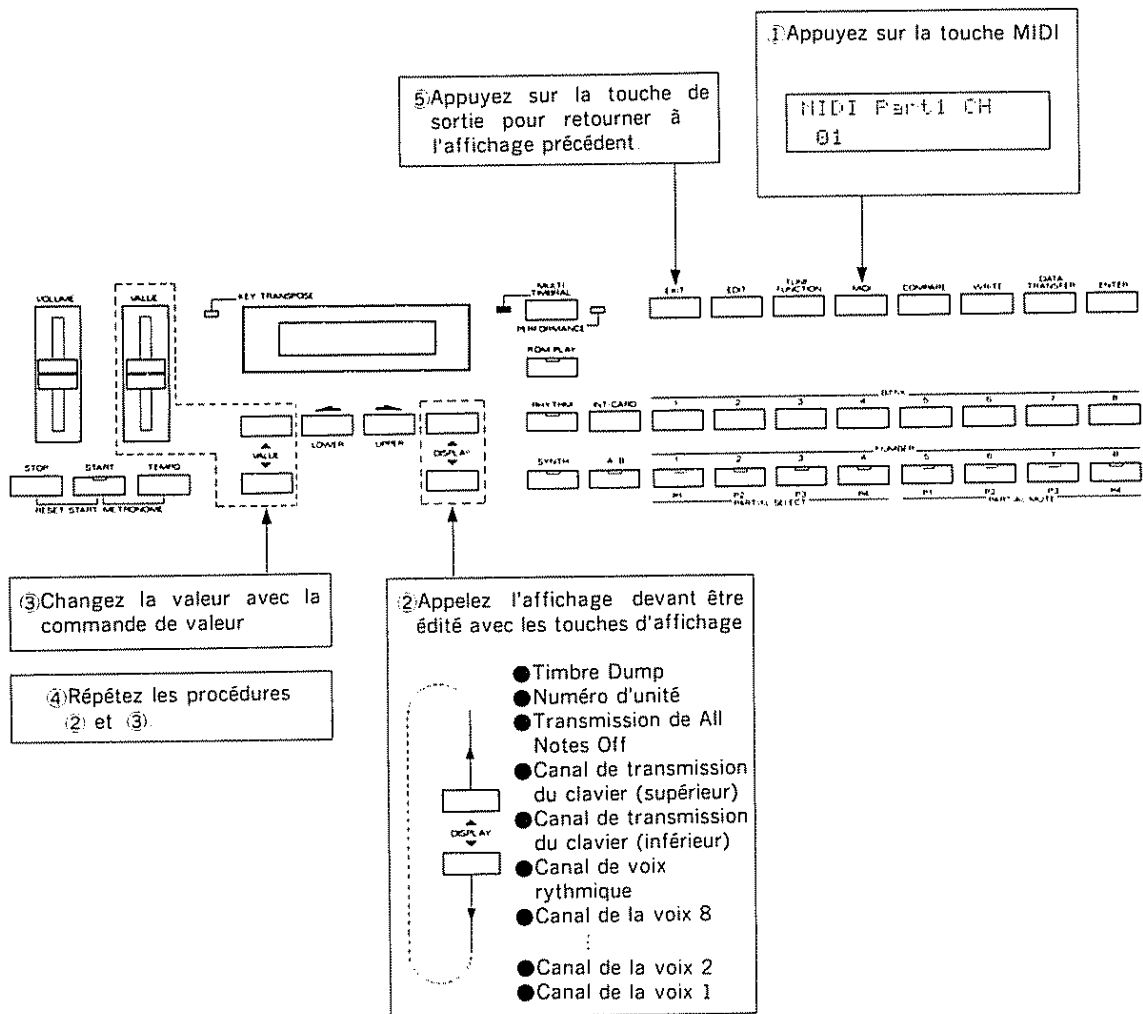 ①Appuyez sur la touche MIDI
MIDI Part1 CH
01
⑤Appuyez sur la touche de
sortie pour retourner à
l'affichage précédent.
VOLUME
VALUE
KEY TRANSPOSE
MULTI
TIMBRAL
PERFORMANCE
EXIT
EDIT
TUNE
FUNCTION
MIDI
COMPARE
WRITE
DATA
TRANSFER
ENTER
ROM PLAY
RHYTHM
INT·CARD
BANK
1 2 3 4 5 6 7 8
VALUE
LOWER
UPPER
DISPLAY
STOP
START
TEMPO
RESET START METRONOME
SYNTH
A·B
NUMBER
1 2 3 4 5 6 7 8
P1 P2 P3 P4 P1 P2 P3 P4
PARTIAL SELECT
PARTIAL MUTE
③Changez la valeur avec la
commande de valeur
④Répétez les procédures
② et ③.
②Appelez l'affichage devant être
édité avec les touches d'affichage
●Timbre Dump
●Numéro d'unité
●Transmission de All
Notes Off
●Canal de transmission
du clavier (supérieur)
●Canal de transmission
du clavier (inférieur)
●Canal de voix
rythmique
●Canal de la voix 8
⋮
●Canal de la voix 2
●Canal de la voix 1
DISPLAY